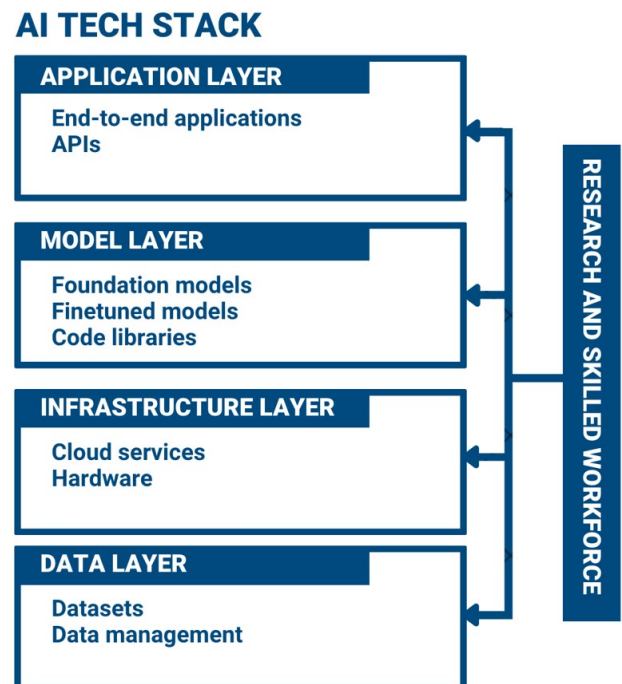 AI TECH STACK
APPLICATION LAYER
End-to-end applications
APIs
MODEL LAYER
Foundation models
Finetuned models
Code libraries
INFRASTRUCTURE LAYER
Cloud services
Hardware
DATA LAYER
Datasets
Data management
RESEARCH AND SKILLED WORKFORCE